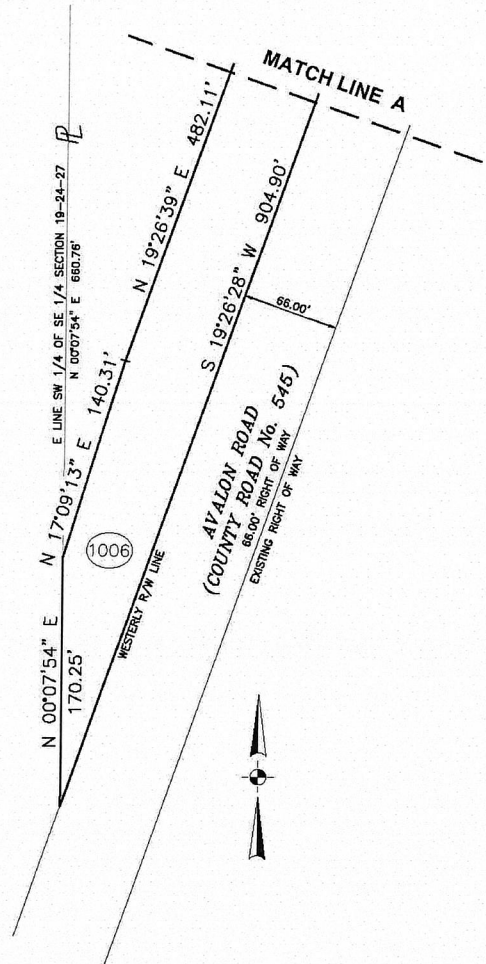 MATCH LINE A
E LINE SW 1/4 OF SE 1/4 SECTION 19-24-27
N 00°07'54" E 660.76'
PL
N 19°26'39" E 482.11'
S 19°26'28" W 904.90'
66.00'
N 17°09'13" E 140.31'
AVALON ROAD
(COUNTY ROAD No. 545)
66.00' RIGHT OF WAY
EXISTING RIGHT OF WAY
1006
WESTERLY R/W LINE
N 00°07'54" E
170.25'